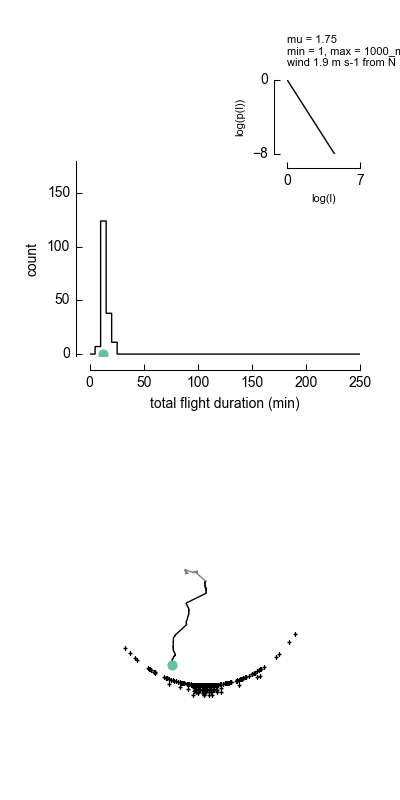 mu = 1.75
min = 1, max = 1000_m
wind 1.9 m s-1 from N
0
log(p(l))
−8
0 7
log(l)
150
100
count
50
0
0 50 100 150 200 250
total flight duration (min)